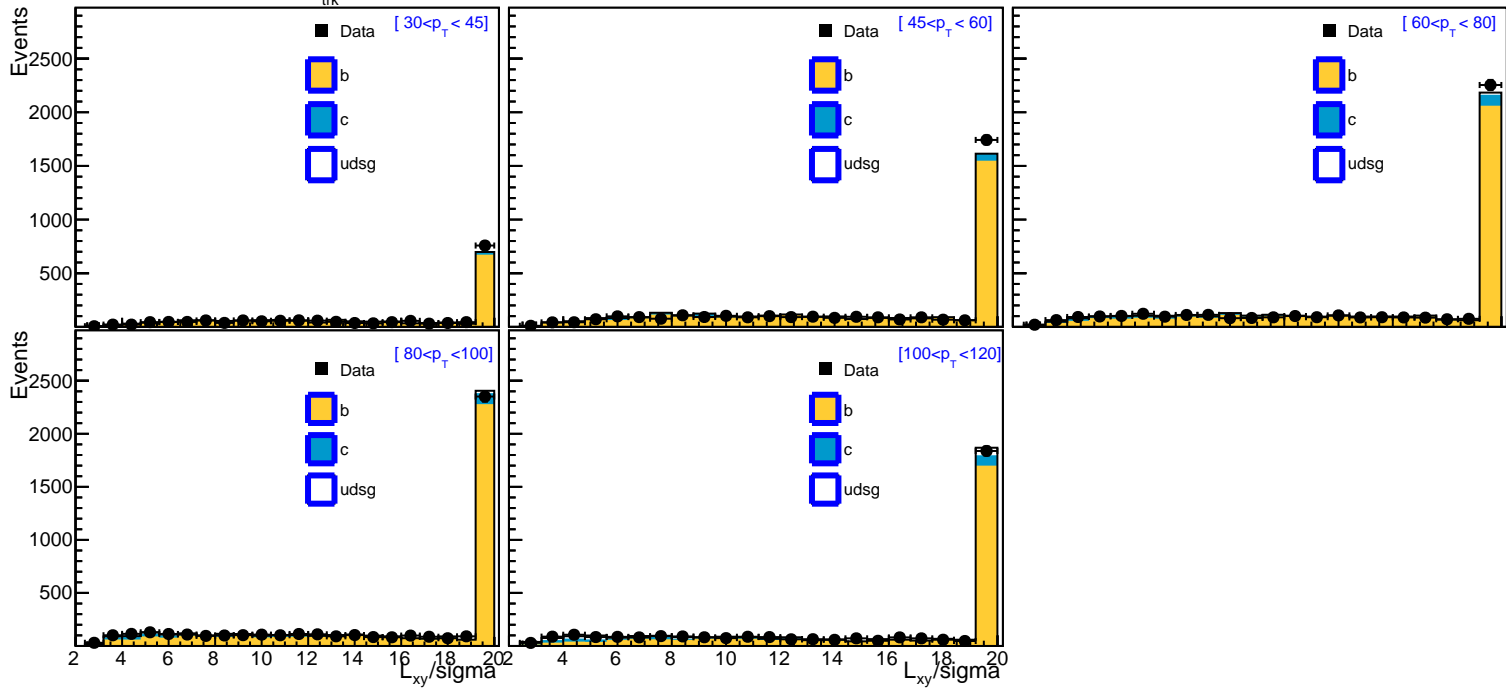 trk
Events
2500
2000
1500
1000
500
[ 30<p_T < 45]
Data
b
c
udsg
[ 45<p_T < 60]
Data
b
c
udsg
[ 60<p_T < 80]
Data
b
c
udsg
Events
2500
2000
1500
1000
500
[ 80<p_T <100]
Data
b
c
udsg
2 4 6 8 10 12 14 16 18 20
L_xy/sigma
[100<p_T <120]
Data
b
c
udsg
4 6 8 10 12 14 16 18 20
L_xy/sigma